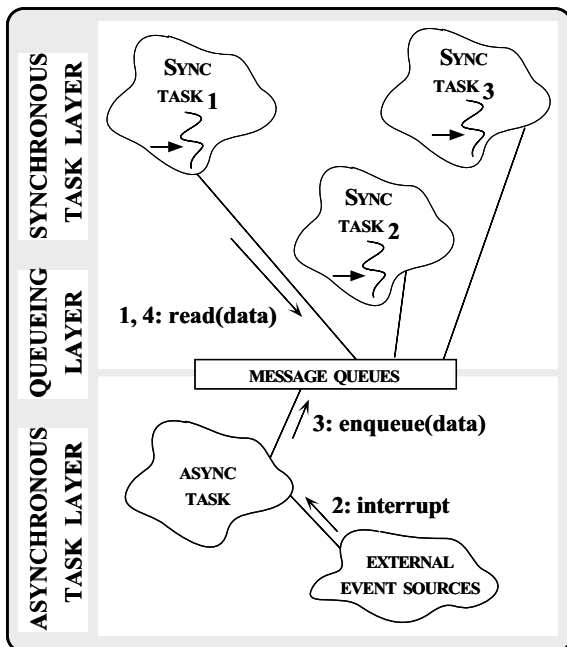 SYNCHRONOUS
TASK LAYER
SYNC
TASK 1
SYNC
TASK 3
SYNC
TASK 2
QUEUEING
LAYER
1, 4: read(data)
MESSAGE QUEUES
3: enqueue(data)
ASYNCHRONOUS
TASK LAYER
ASYNC
TASK
2: interrupt
EXTERNAL
EVENT SOURCES